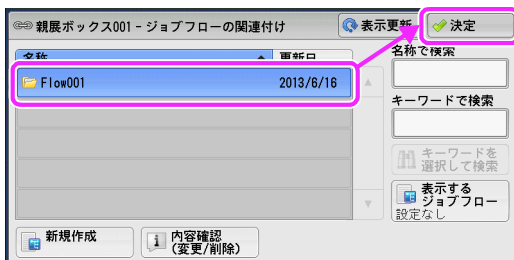 親展ボックス001 - ジョブフローの関連付け
表示更新
決定
名称
更新日
名称で検索
Flow001
2013/6/16
キーワードで検索
キーワードを
選択して検索
表示する
ジョブフロー
設定なし
新規作成
内容確認
(変更/削除)